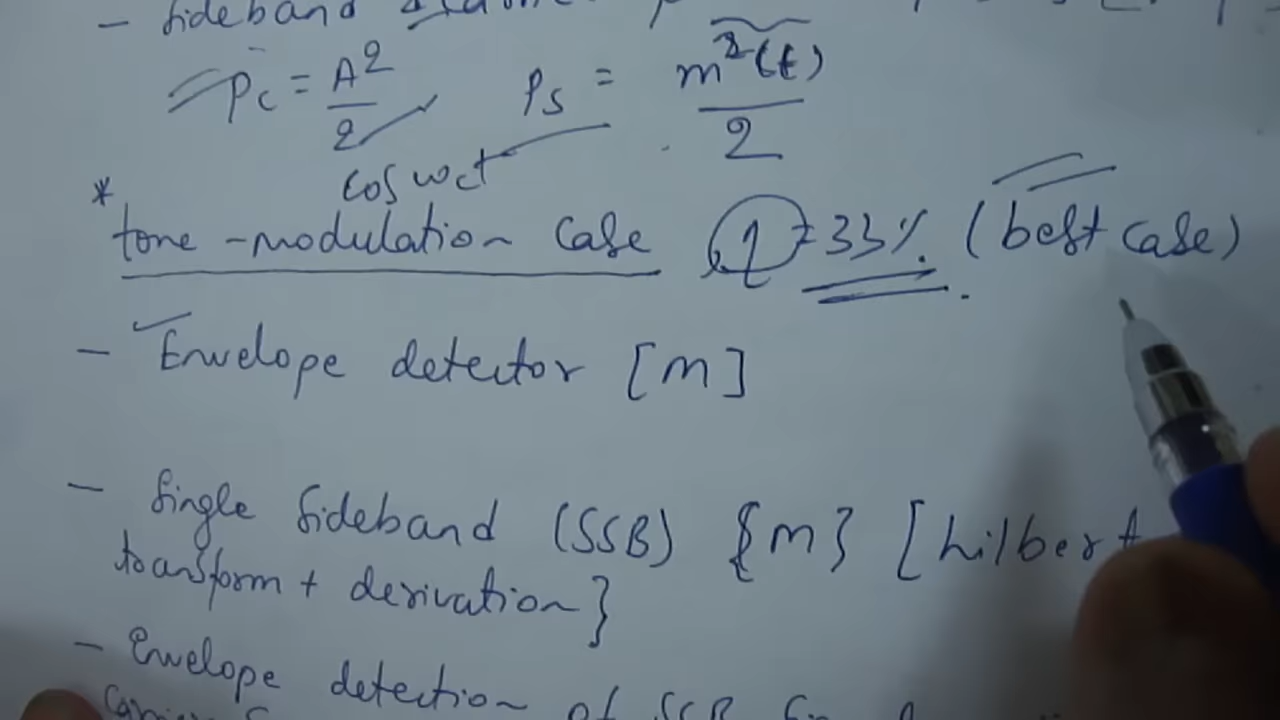 - Sideband
Pc = A²/2 Ps = m²(t)/2
cos wct
* tone-modulation Case η = 33% (best case)
- Envelope detector [m]
- Single Sideband (SSB) {m} [hilbert
transform + derivation}
- Envelope detection of SSB